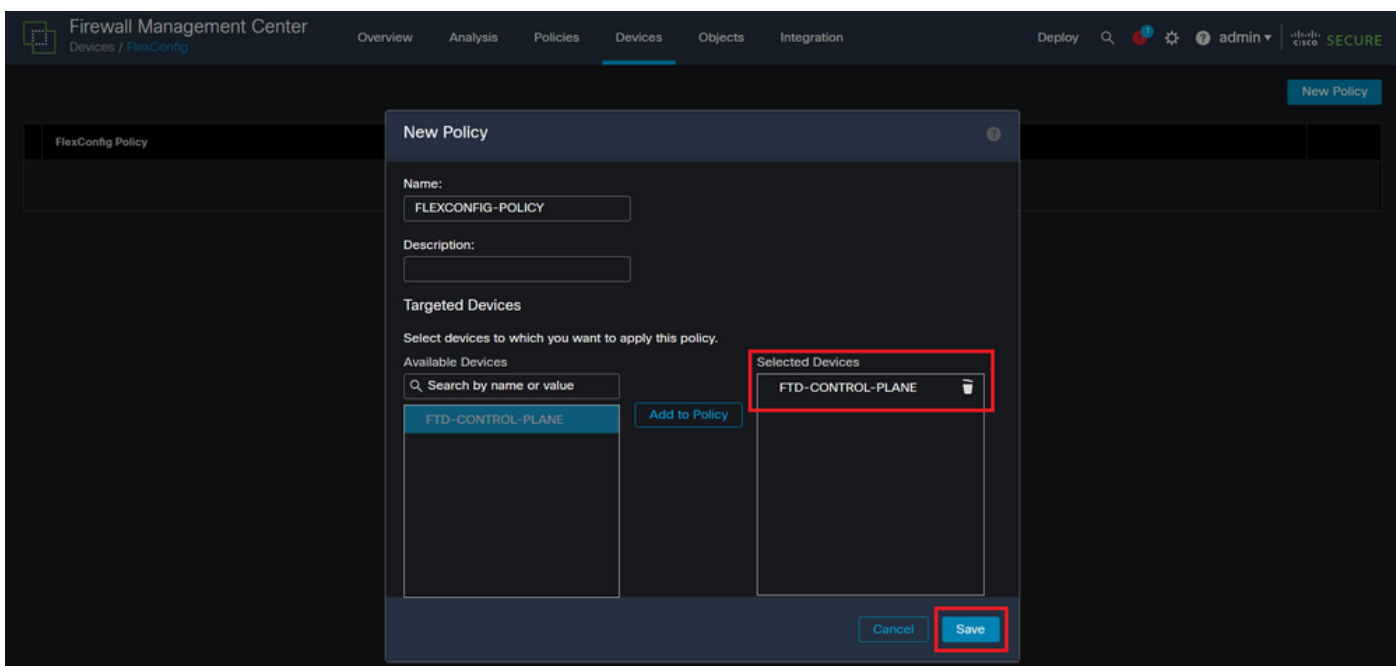 Firewall Management Center
Devices / FlexConfig
Overview Analysis Policies Devices Objects Integration
Deploy 1 ? admin cisco SECURE
New Policy
FlexConfig Policy
New Policy ?
Name:
FLEXCONFIG-POLICY
Description:
Targeted Devices
Select devices to which you want to apply this policy.
Available Devices Selected Devices
Search by name or value FTD-CONTROL-PLANE
FTD-CONTROL-PLANE Add to Policy
Cancel Save